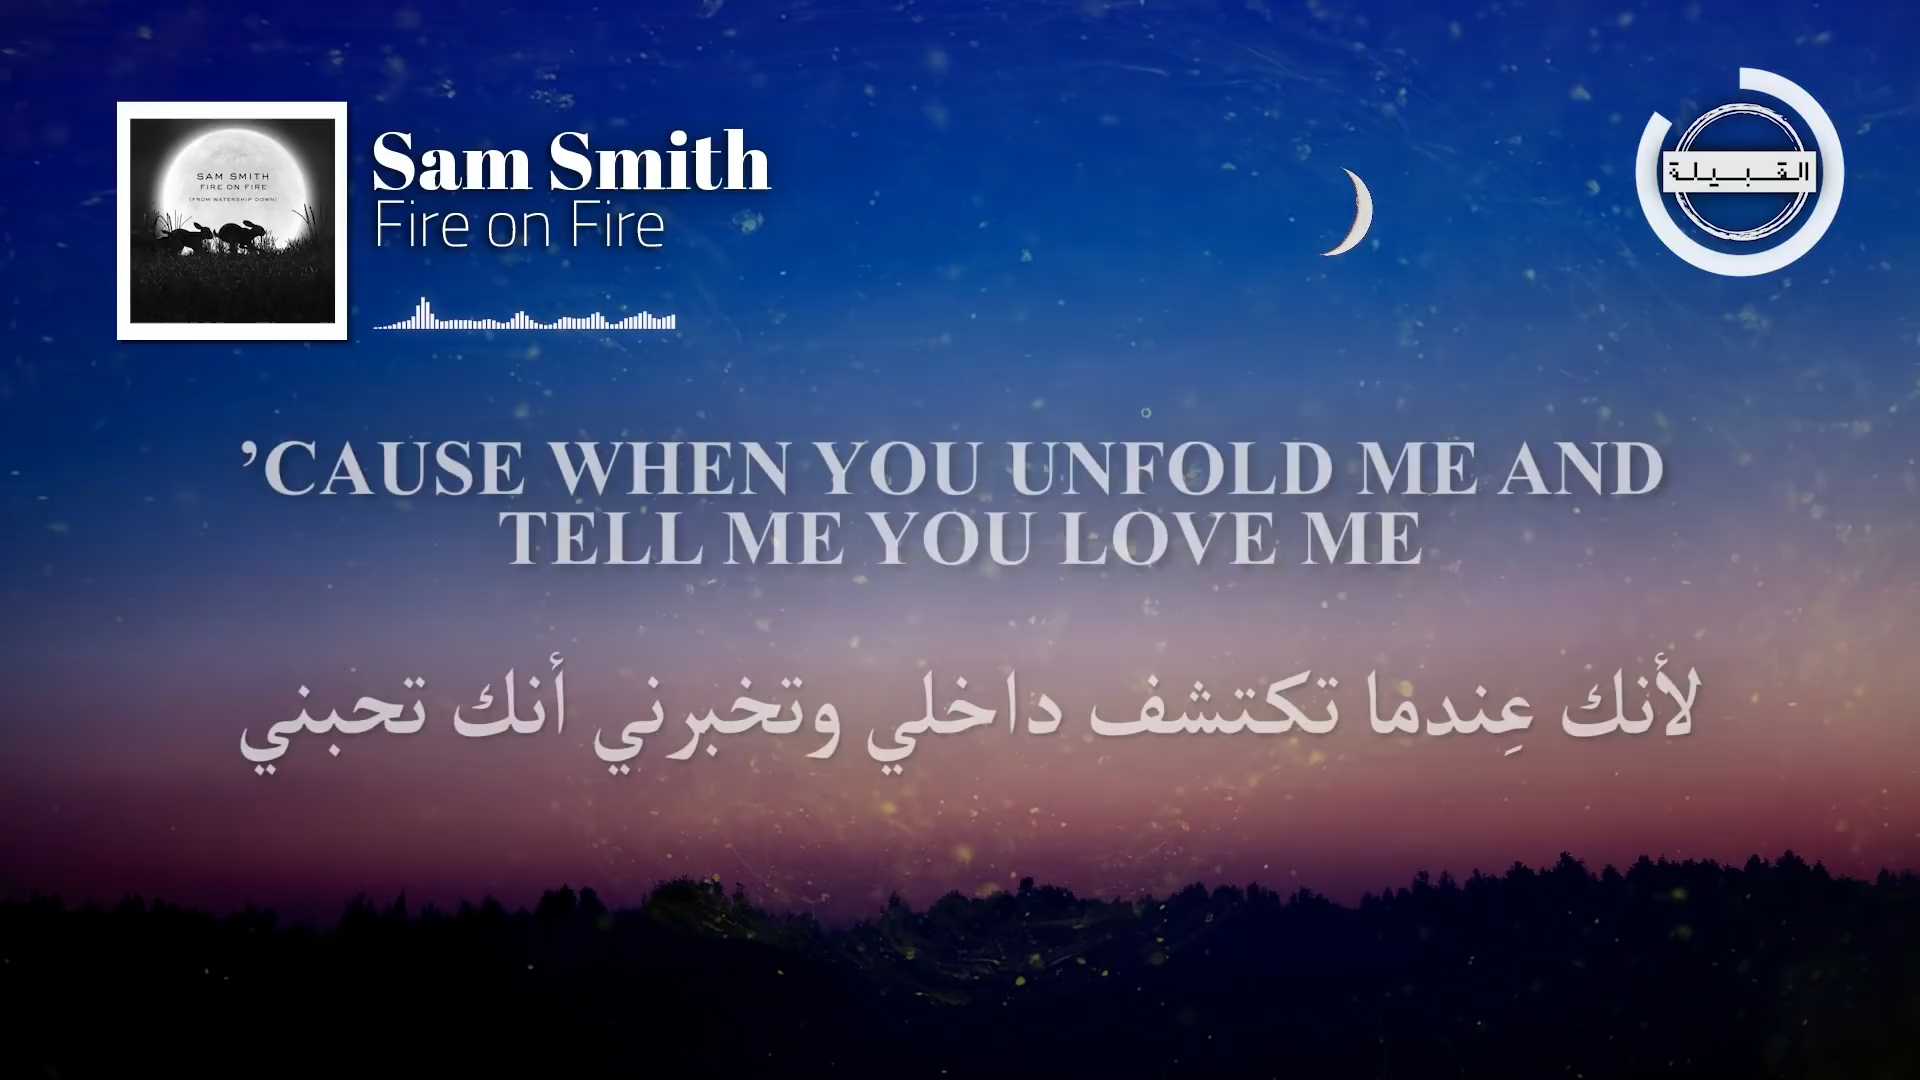 SAM SMITH
FIRE ON FIRE
(FROM WATERSHIP DOWN)
Sam Smith
Fire on Fire
القبيلة
’CAUSE WHEN YOU UNFOLD ME AND
TELL ME YOU LOVE ME
لأنك عِندما تكتشف داخلي وتخبرني أنك تحبني